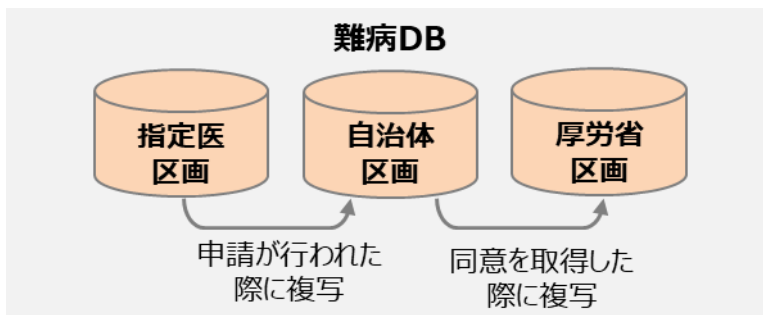 難病DB
指定医
区画
自治体
区画
厚労省
区画
申請が行われた
際に複写
同意を取得した
際に複写